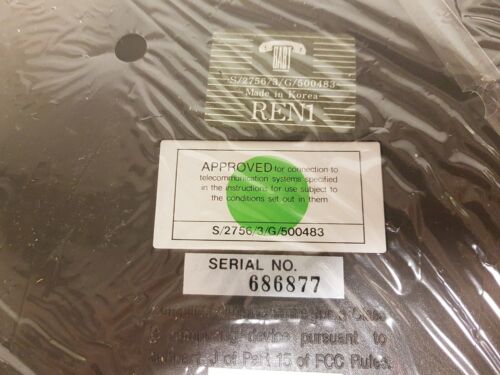 BABT
S/2756/3/G/500483
Made in Korea
REN1
APPROVED for connection to
telecommunication systems specified
in the instructions for use subject to
the conditions set out in them
S/2756/3/G/500483
SERIAL NO.
686877
computing device pursuant to
J of Part 15 of FCC Rules.